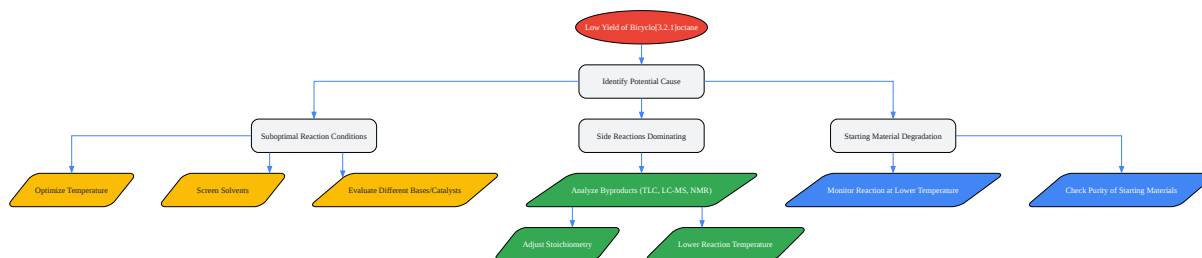 Low Yield of Bicyclo[3.2.1]octane
Identify Potential Cause
Suboptimal Reaction Conditions
Side Reactions Dominating
Starting Material Degradation
Optimize Temperature
Screen Solvents
Evaluate Different Bases/Catalysts
Analyze Byproducts (TLC, LC-MS, NMR)
Monitor Reaction at Lower Temperature
Check Purity of Starting Materials
Adjust Stoichiometry
Lower Reaction Temperature